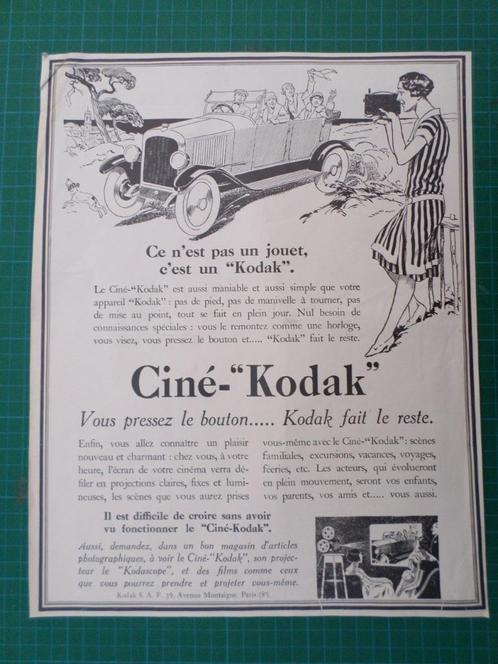 Ce n'est pas un jouet,
c'est un "Kodak".
Le Ciné-"Kodak" est aussi maniable et aussi simple que votre
appareil "Kodak" : pas de pied, pas de manivelle à tourner, pas
de mise au point, tout se fait en plein jour. Nul besoin de
connaissances spéciales : vous le remontez comme une horloge,
vous visez, vous pressez le bouton et..... "Kodak" fait le reste.
Ciné-"Kodak"
Vous pressez le bouton..... Kodak fait le reste.
Enfin, vous allez connaître un plaisir
nouveau et charmant : chez vous, à votre
heure, l'écran de votre cinéma verra dé-
filer en projections claires, fixes et lumi-
neuses, les scènes que vous aurez prises
vous-même avec le Ciné-"Kodak": scènes
familiales, excursions, vacances, voyages,
féeries, etc. Les acteurs, qui évolueront
en plein mouvement, seront vos enfants,
vos parents, vos amis et..... vous aussi.
Il est difficile de croire sans avoir
vu fonctionner le "Ciné-Kodak".
Aussi, demandez, dans un bon magasin d'articles
photographiques, à voir le Ciné-"Kodak", son projec-
teur le "Kodascope", et des films comme ceux
que vous pourrez prendre et projeter vous-même.
Kodak S. A. F. 39, Avenue Montaigne, Paris (8e).